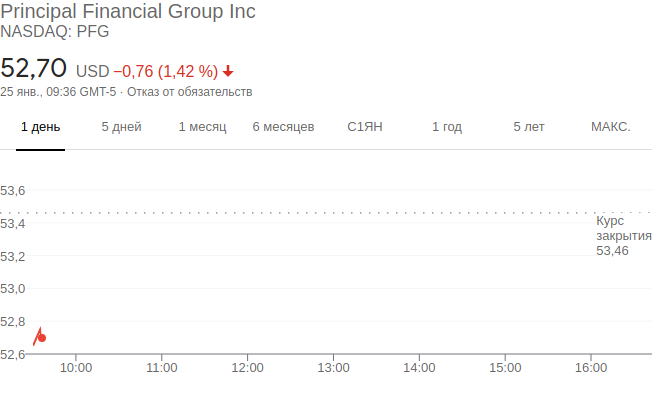 Principal Financial Group Inc
NASDAQ: PFG
52,70 USD −0,76 (1,42 %)
25 янв., 09:36 GMT-5 · Отказ от обязательств
1 день 5 дней 1 месяц 6 месяцев С1ЯН 1 год 5 лет МАКС.
53,6
53,4
Курс
закрытия
53,46
53,2
53,0
52,8
52,6
10:00 11:00 12:00 13:00 14:00 15:00 16:00